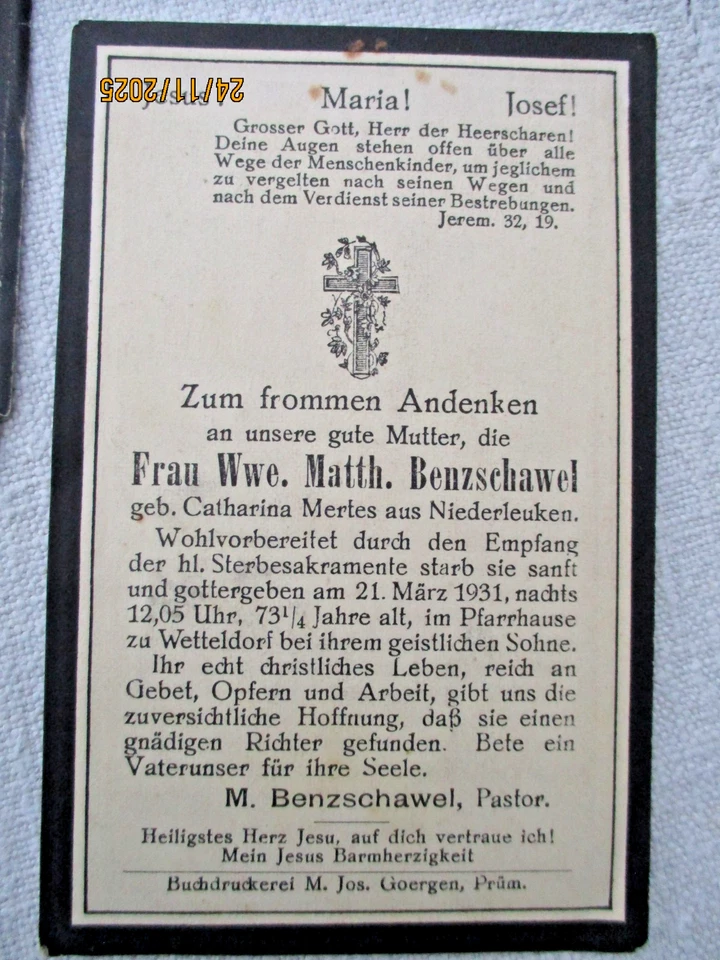 24/11/2025
Jesus! Maria! Josef!
Grosser Gott, Herr der Heerscharen!
Deine Augen stehen offen über alle
Wege der Menschenkinder, um jeglichem
zu vergelten nach seinen Wegen und
nach dem Verdienst seiner Bestrebungen.
Jerem. 32, 19.
Zum frommen Andenken
an unsere gute Mutter, die
Frau Wwe. Matth. Benzschawel
geb. Catharina Mertes aus Niederleuken.
Wohlvorbereitet durch den Empfang
der hl. Sterbesakramente starb sie sanft
und gottergeben am 21. März 1931, nachts
12,05 Uhr, 73¼ Jahre alt, im Pfarrhause
zu Wetteldorf bei ihrem geistlichen Sohne.
Ihr echt christliches Leben, reich an
Gebet, Opfern und Arbeit, gibt uns die
zuversichtliche Hoffnung, daß sie einen
gnädigen Richter gefunden. Bete ein
Vaterunser für ihre Seele.
M. Benzschawel, Pastor.
Heiligstes Herz Jesu, auf dich vertraue ich!
Mein Jesus Barmherzigkeit
Buchdruckerei M. Jos. Goergen, Prüm.